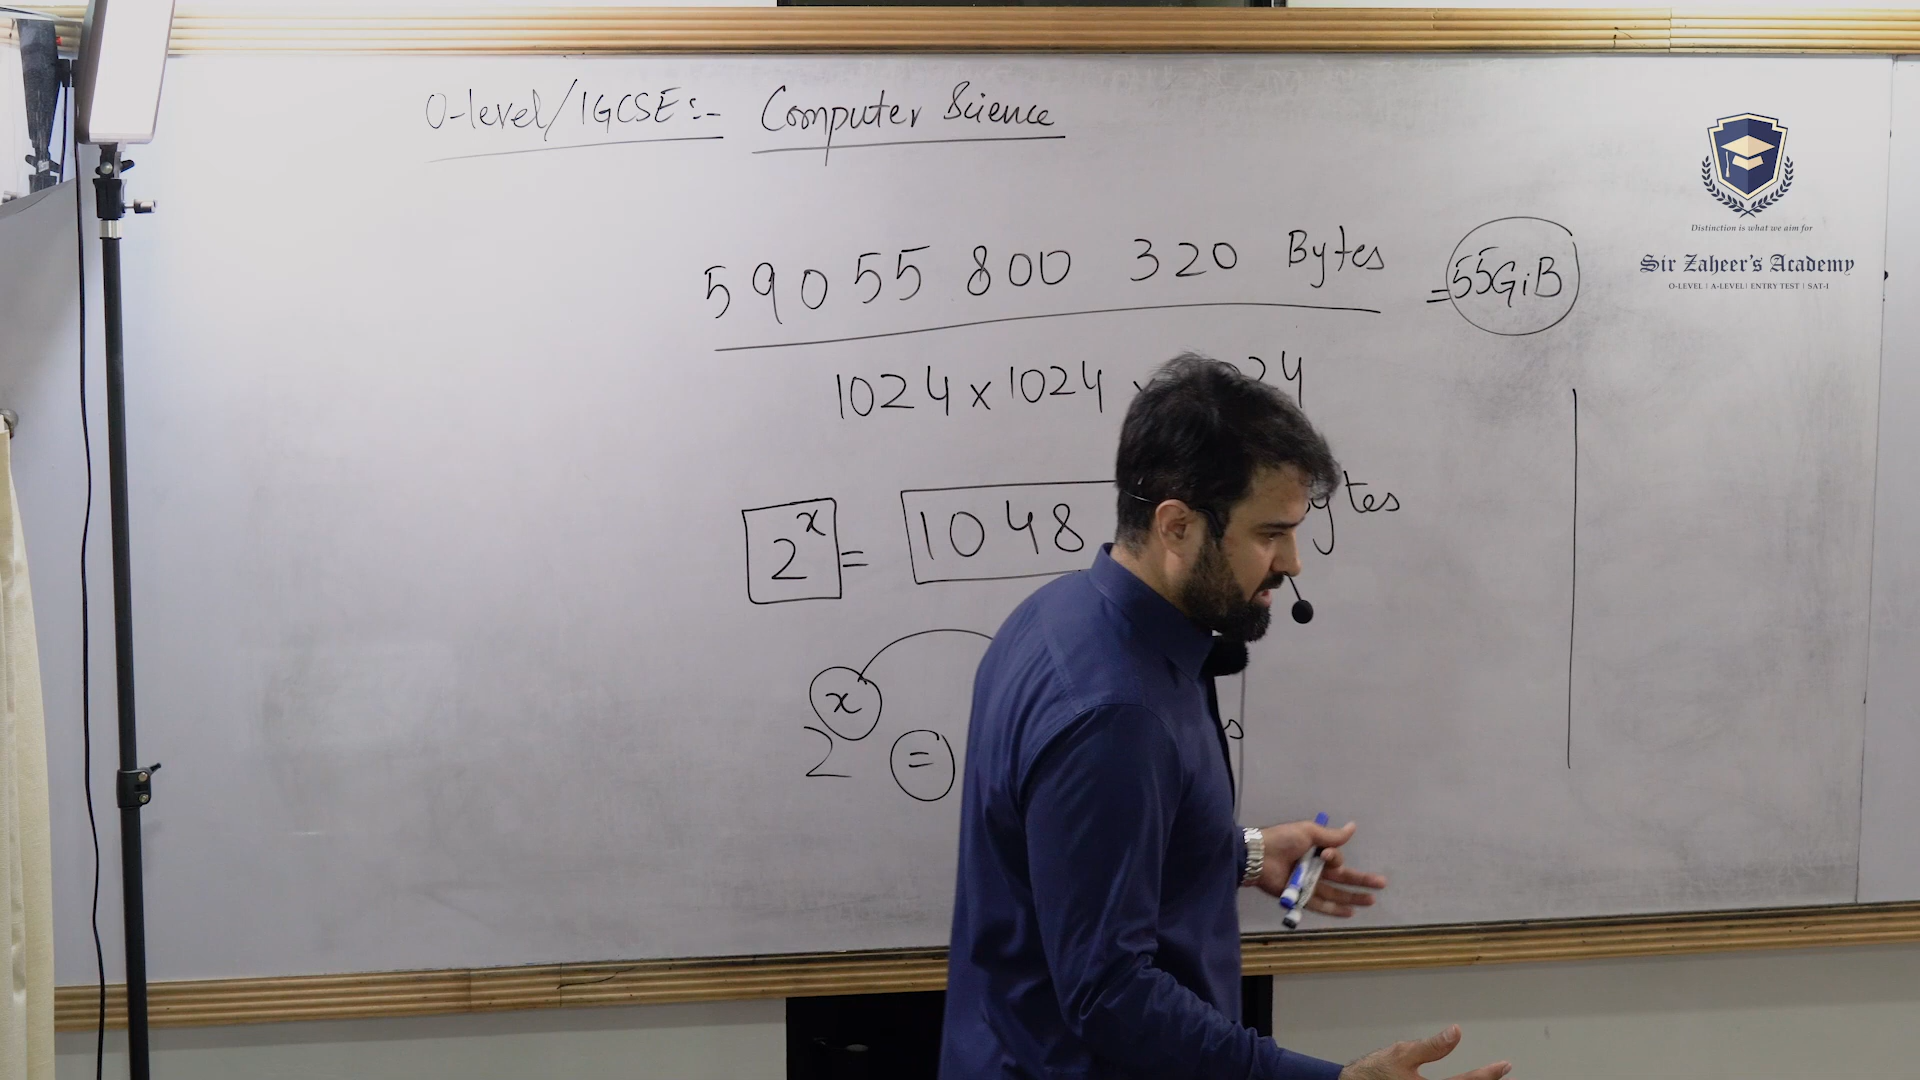 O-level/IGCSE:- Computer Science
59055 800 320 Bytes
=55GiB
1024 x 1024
2^x = 1048
2^x =
Distinction is what we aim for
Sir Zaheer's Academy
O-LEVEL | A-LEVEL | ENTRY TEST | SAT-I